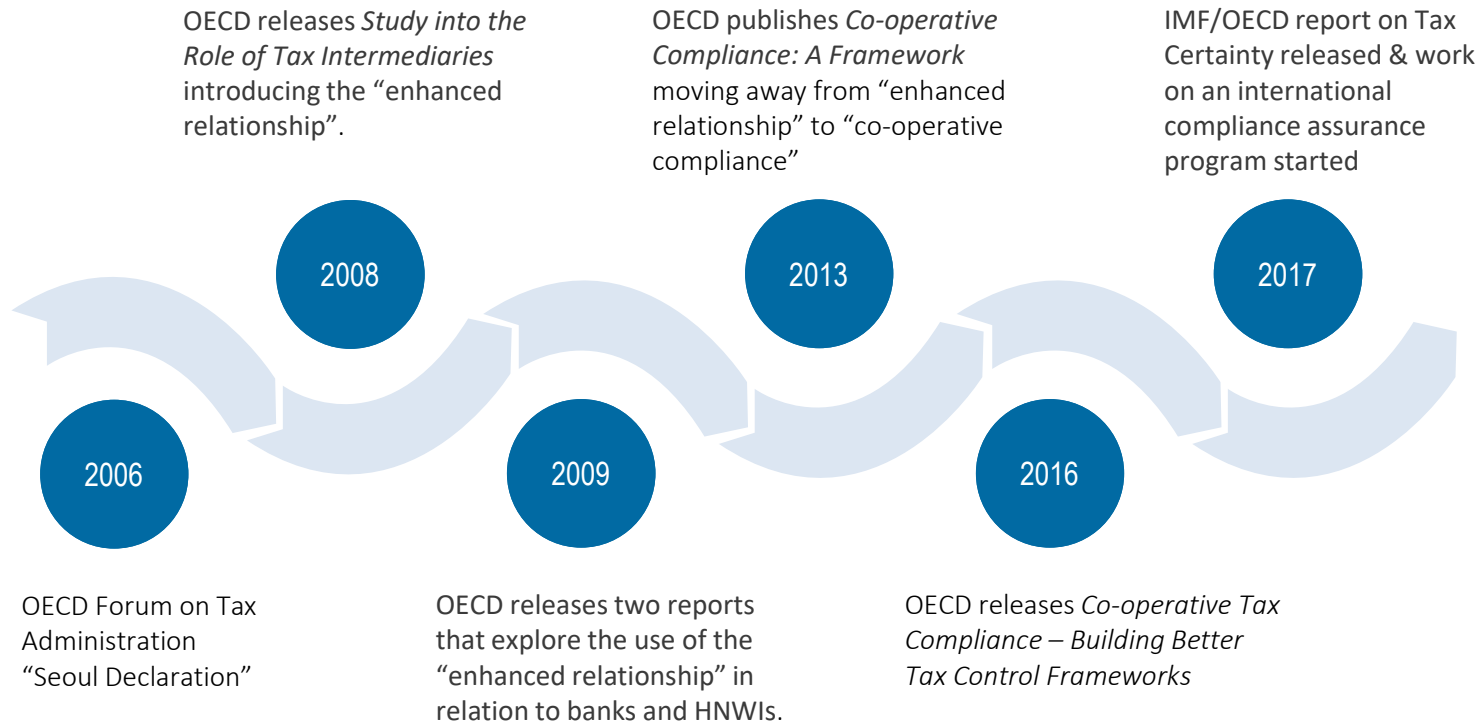 OECD releases Study into the
Role of Tax Intermediaries
introducing the “enhanced
relationship”.
OECD publishes Co-operative
Compliance: A Framework
moving away from “enhanced
relationship” to “co-operative
compliance”
IMF/OECD report on Tax
Certainty released & work
on an international
compliance assurance
program started
2008
2013
2017
2006
2009
2016
OECD Forum on Tax
Administration
“Seoul Declaration”
OECD releases two reports
that explore the use of the
“enhanced relationship” in
relation to banks and HNWIs.
OECD releases Co-operative Tax
Compliance – Building Better
Tax Control Frameworks